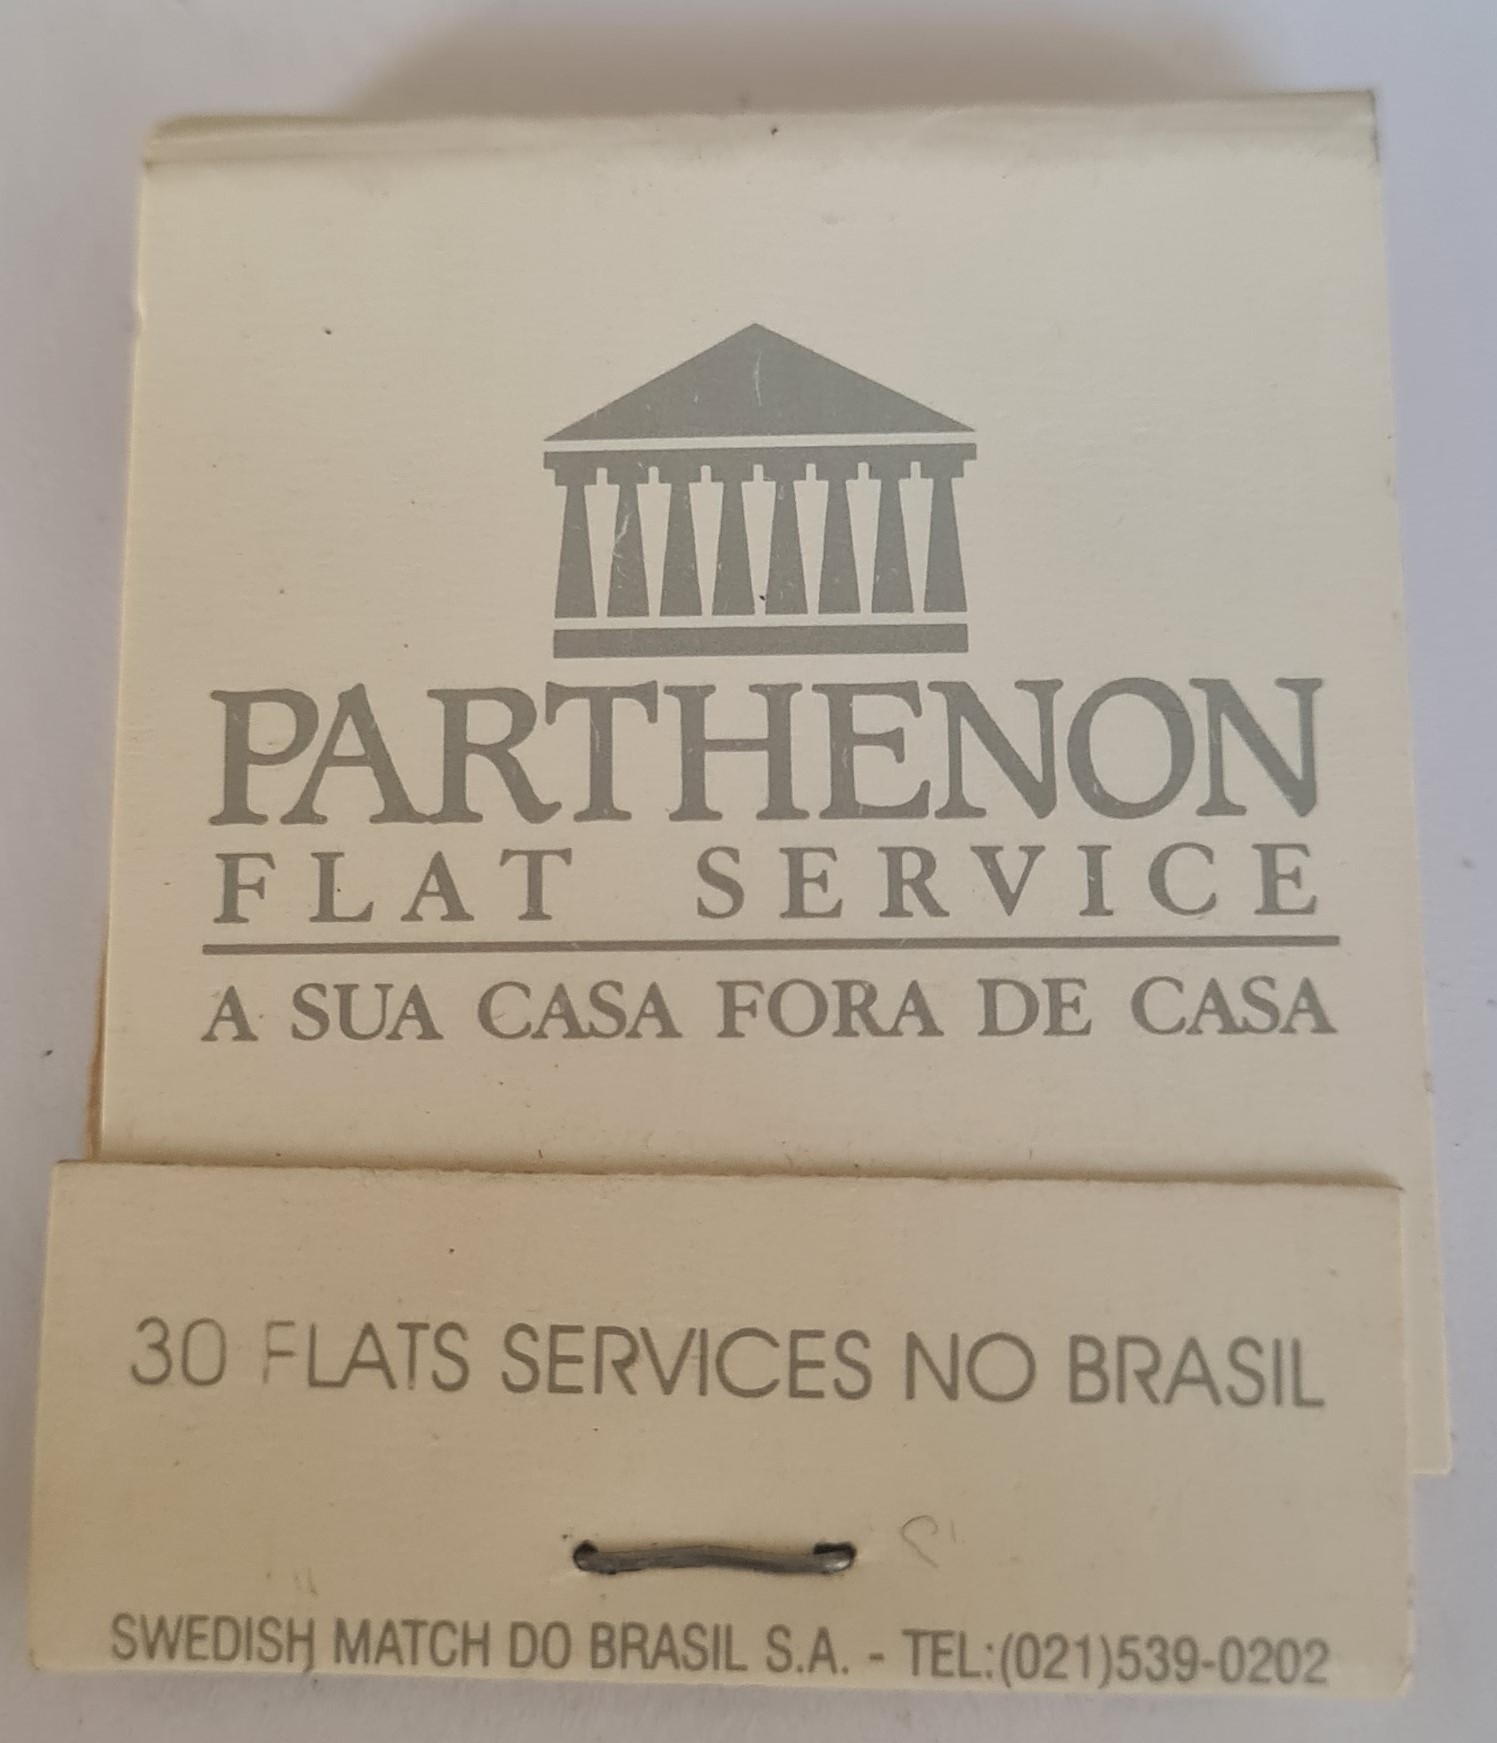 PARTHENON
FLAT SERVICE
A SUA CASA FORA DE CASA
30 FLATS SERVICES NO BRASIL
SWEDISH MATCH DO BRASIL S.A. - TEL:(021)539-0202